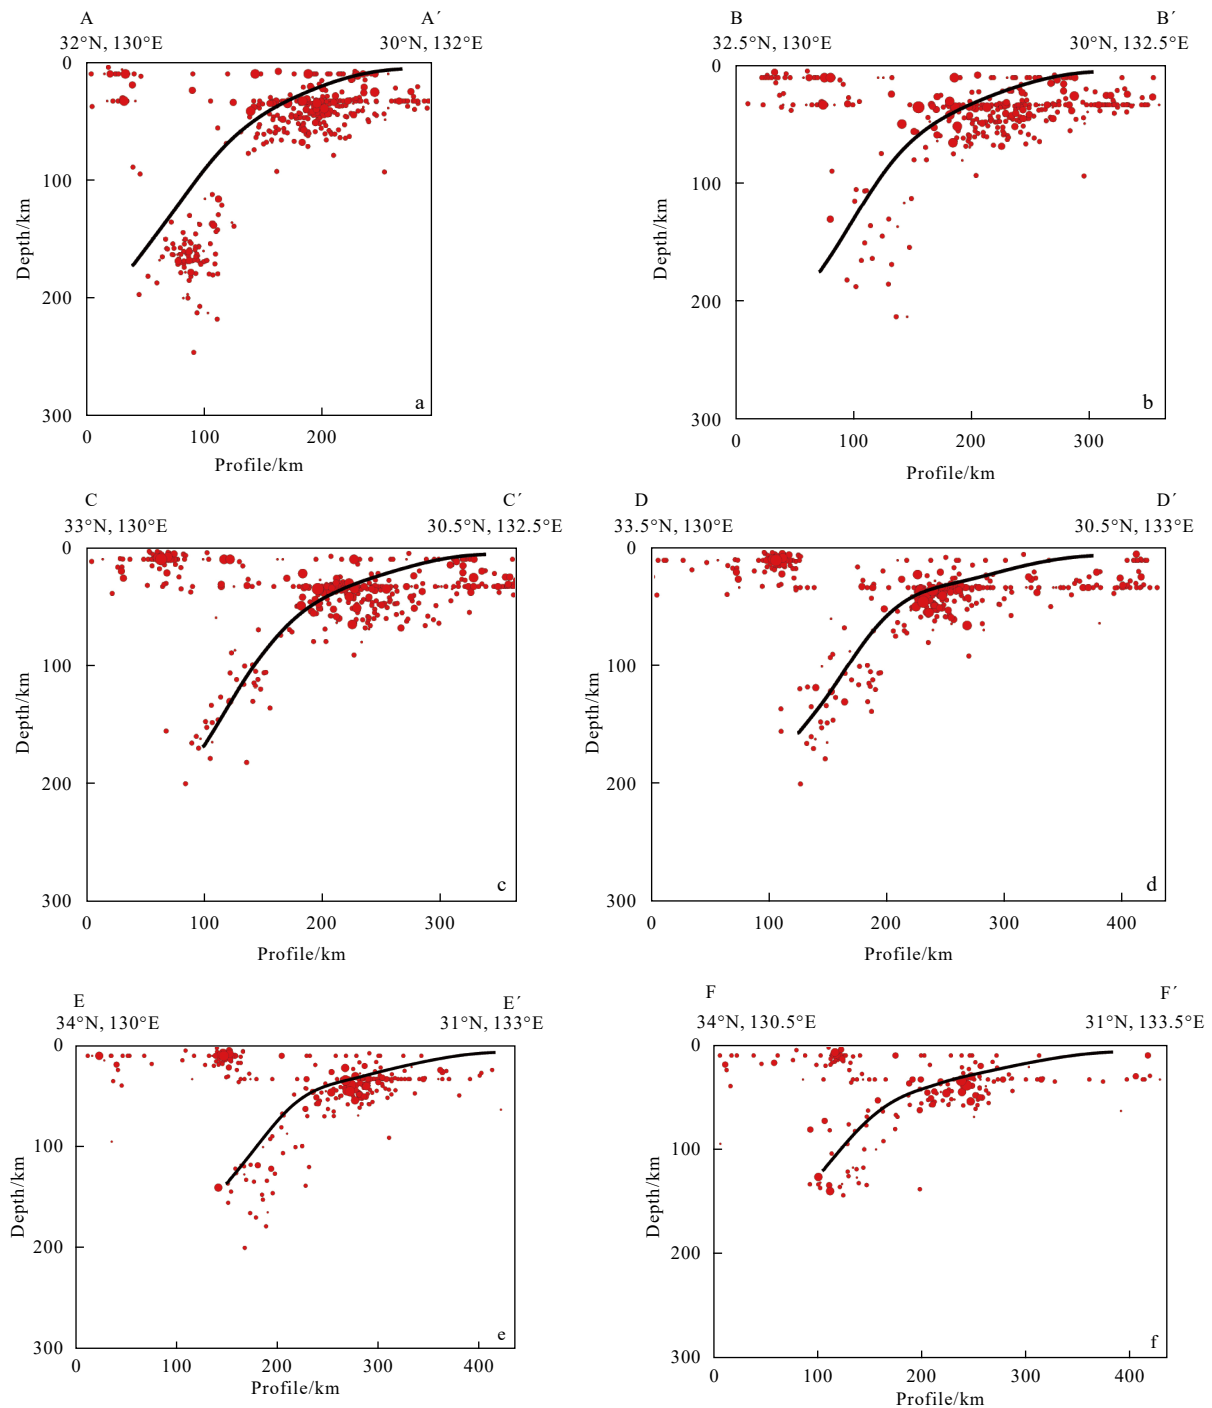 A A′
32°N, 130°E 30°N, 132°E
0
100
200
300
Depth/km
a
0 100 200
Profile/km
B B′
32.5°N, 130°E 30°N, 132.5°E
0
100
200
300
Depth/km
b
0 100 200 300
Profile/km
C C′
33°N, 130°E 30.5°N, 132.5°E
0
100
200
300
Depth/km
c
0 100 200 300
Profile/km
D D′
33.5°N, 130°E 30.5°N, 133°E
0
100
200
300
Depth/km
d
0 100 200 300 400
Profile/km
E E′
34°N, 130°E 31°N, 133°E
0
100
200
300
Depth/km
e
0 100 200 300 400
Profile/km
F F′
34°N, 130.5°E 31°N, 133.5°E
0
100
200
300
Depth/km
f
0 100 200 300 400
Profile/km